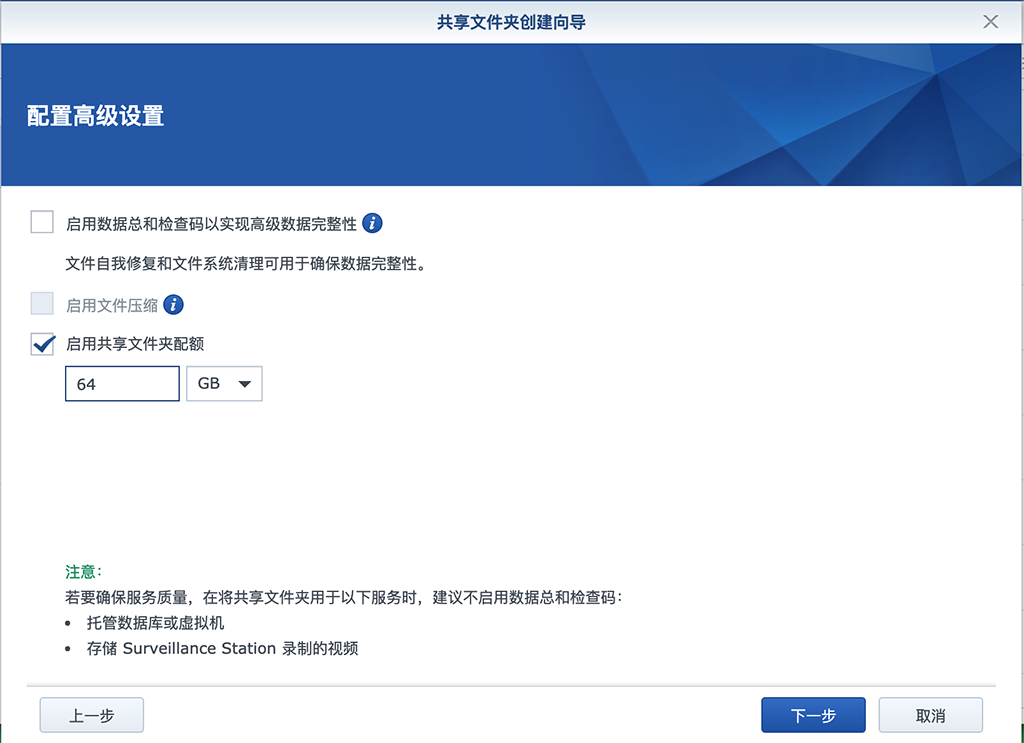 共享文件夹创建向导
配置高级设置
启用数据总和检查码以实现高级数据完整性
文件自我修复和文件系统清理可用于确保数据完整性。
启用文件压缩
启用共享文件夹配额
64 GB
注意：
若要确保服务质量，在将共享文件夹用于以下服务时，建议不启用数据总和检查码：
• 托管数据库或虚拟机
• 存储 Surveillance Station 录制的视频
上一步 下一步 取消